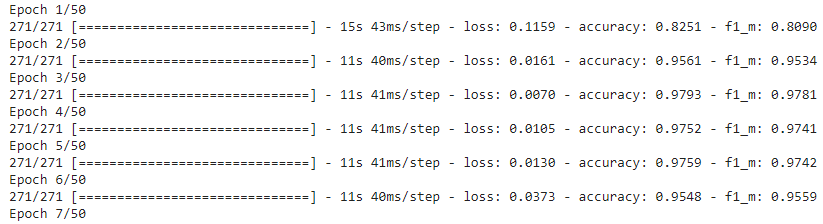 Epoch 1/50
271/271 [==============================] - 15s 43ms/step - loss: 0.1159 - accuracy: 0.8251 - f1_m: 0.8090
Epoch 2/50
271/271 [==============================] - 11s 40ms/step - loss: 0.0161 - accuracy: 0.9561 - f1_m: 0.9534
Epoch 3/50
271/271 [==============================] - 11s 41ms/step - loss: 0.0070 - accuracy: 0.9793 - f1_m: 0.9781
Epoch 4/50
271/271 [==============================] - 11s 41ms/step - loss: 0.0105 - accuracy: 0.9752 - f1_m: 0.9741
Epoch 5/50
271/271 [==============================] - 11s 41ms/step - loss: 0.0130 - accuracy: 0.9759 - f1_m: 0.9742
Epoch 6/50
271/271 [==============================] - 11s 40ms/step - loss: 0.0373 - accuracy: 0.9548 - f1_m: 0.9559
Epoch 7/50